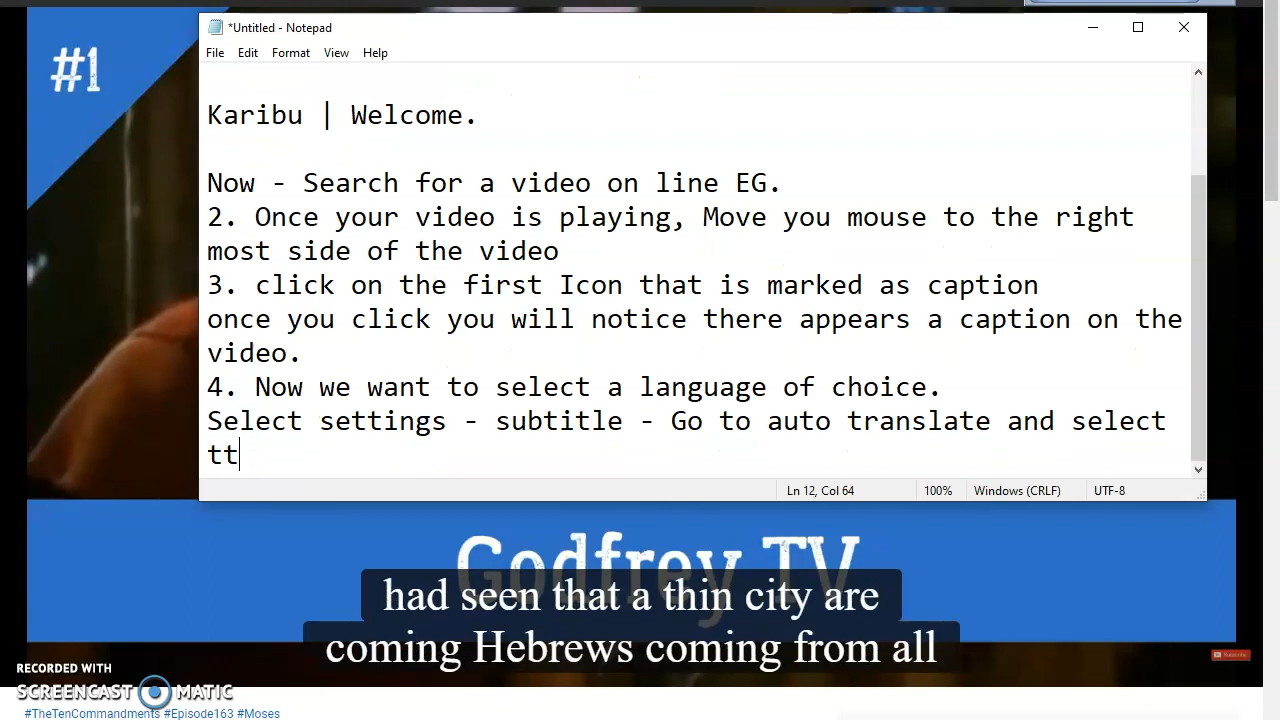 #1
*Untitled - Notepad
File Edit Format View Help
Karibu | Welcome.
Now - Search for a video on line EG.
2. Once your video is playing, Move you mouse to the right
most side of the video
3. click on the first Icon that is marked as caption
once you click you will notice there appears a caption on the
video.
4. Now we want to select a language of choice.
Select settings - subtitle - Go to auto translate and select
tt
Ln 12, Col 64 100% Windows (CRLF) UTF-8
Godfrey TV
had seen that a thin city are
coming Hebrews coming from all
Subscribe
RECORDED WITH
SCREENCAST MATIC
#TheTenCommandments #Episode163 #Moses